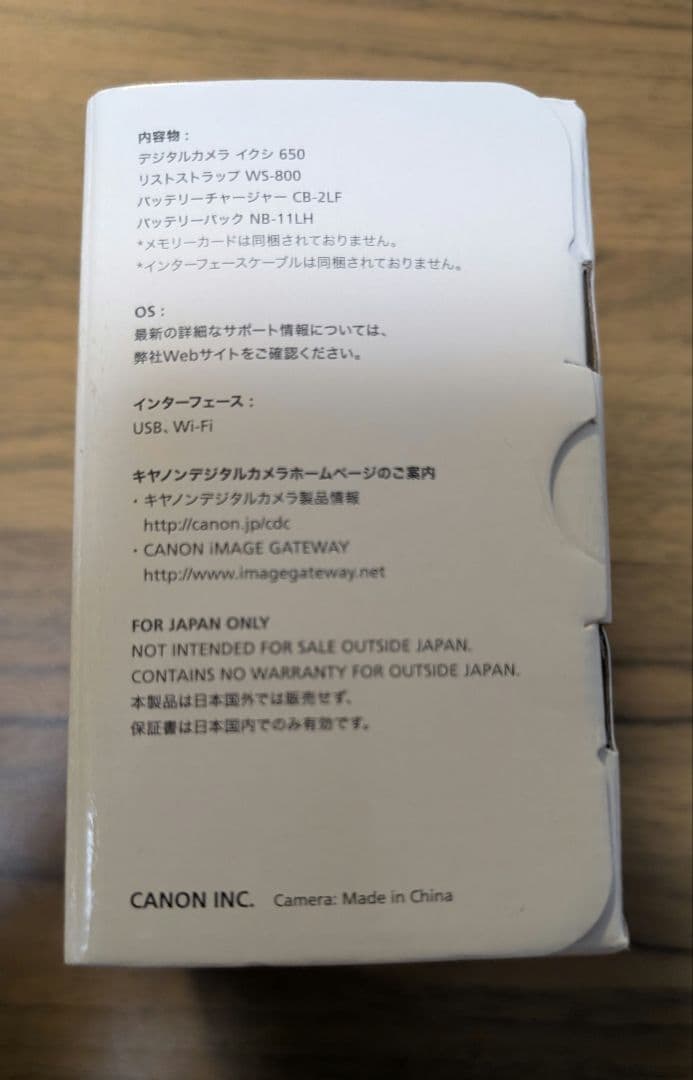 内容物：
デジタルカメラ イクシ 650
リストストラップ WS-800
バッテリーチャージャー CB-2LF
バッテリーパック NB-11LH
*メモリーカードは同梱されておりません。
*インターフェースケーブルは同梱されておりません。
OS：
最新の詳細なサポート情報については、
弊社Webサイトをご確認ください。
インターフェース：
USB、Wi-Fi
キヤノンデジタルカメラホームページのご案内
・キヤノンデジタルカメラ製品情報
http://canon.jp/cdc
・CANON iMAGE GATEWAY
http://www.imagegateway.net
FOR JAPAN ONLY
NOT INTENDED FOR SALE OUTSIDE JAPAN.
CONTAINS NO WARRANTY FOR OUTSIDE JAPAN.
本製品は日本国外では販売せず、
保証書は日本国内でのみ有効です。
CANON INC. Camera: Made in China